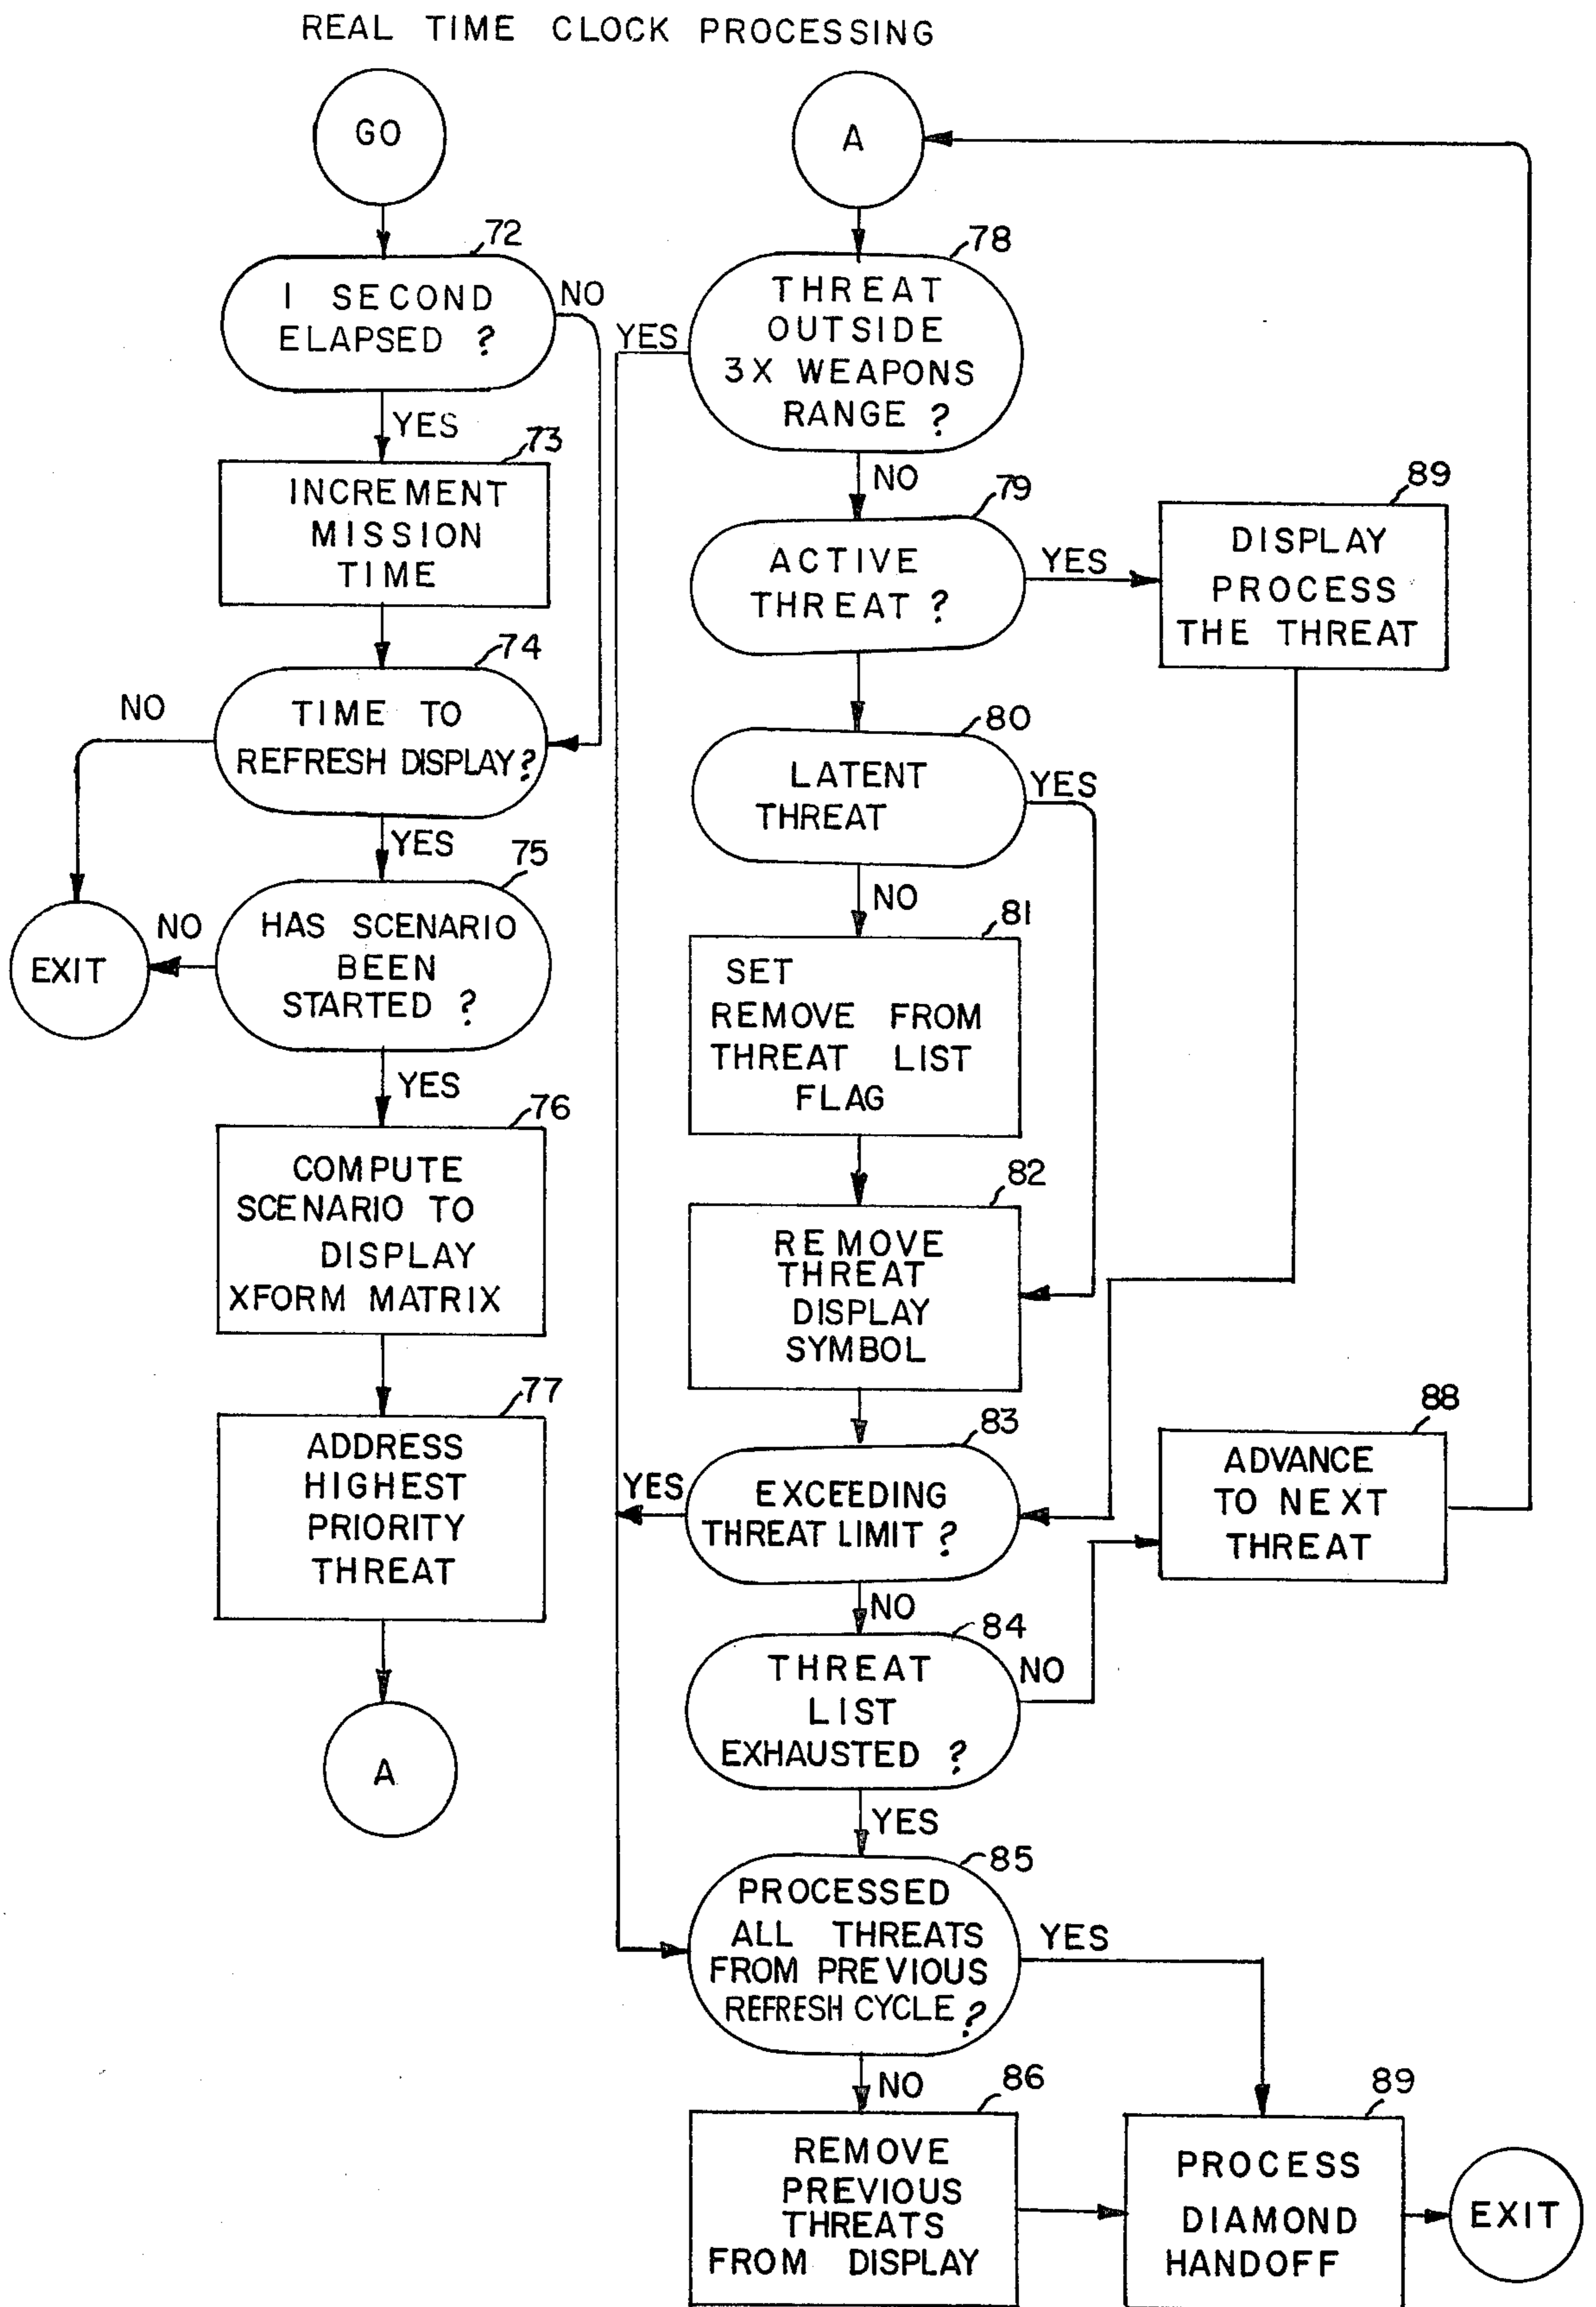 REAL TIME CLOCK PROCESSING
GO
72
1 SECOND
ELAPSED ?
NO
YES
73
INCREMENT
MISSION
TIME
74
TIME TO
REFRESH DISPLAY?
NO
YES
75
HAS SCENARIO
BEEN
STARTED ?
NO
EXIT
YES
76
COMPUTE
SCENARIO TO
DISPLAY
XFORM MATRIX
77
ADDRESS
HIGHEST
PRIORITY
THREAT
A
A
78
THREAT
OUTSIDE
3X WEAPONS
RANGE ?
YES
NO
79
ACTIVE
THREAT ?
YES
89
DISPLAY
PROCESS
THE THREAT
80
LATENT
THREAT
YES
NO
81
SET
REMOVE FROM
THREAT LIST
FLAG
82
REMOVE
THREAT
DISPLAY
SYMBOL
83
EXCEEDING
THREAT LIMIT ?
YES
NO
88
ADVANCE
TO NEXT
THREAT
84
THREAT
LIST
EXHAUSTED ?
NO
YES
85
PROCESSED
ALL THREATS
FROM PREVIOUS
REFRESH CYCLE ?
YES
NO
86
REMOVE
PREVIOUS
THREATS
FROM DISPLAY
89
PROCESS
DIAMOND
HANDOFF
EXIT